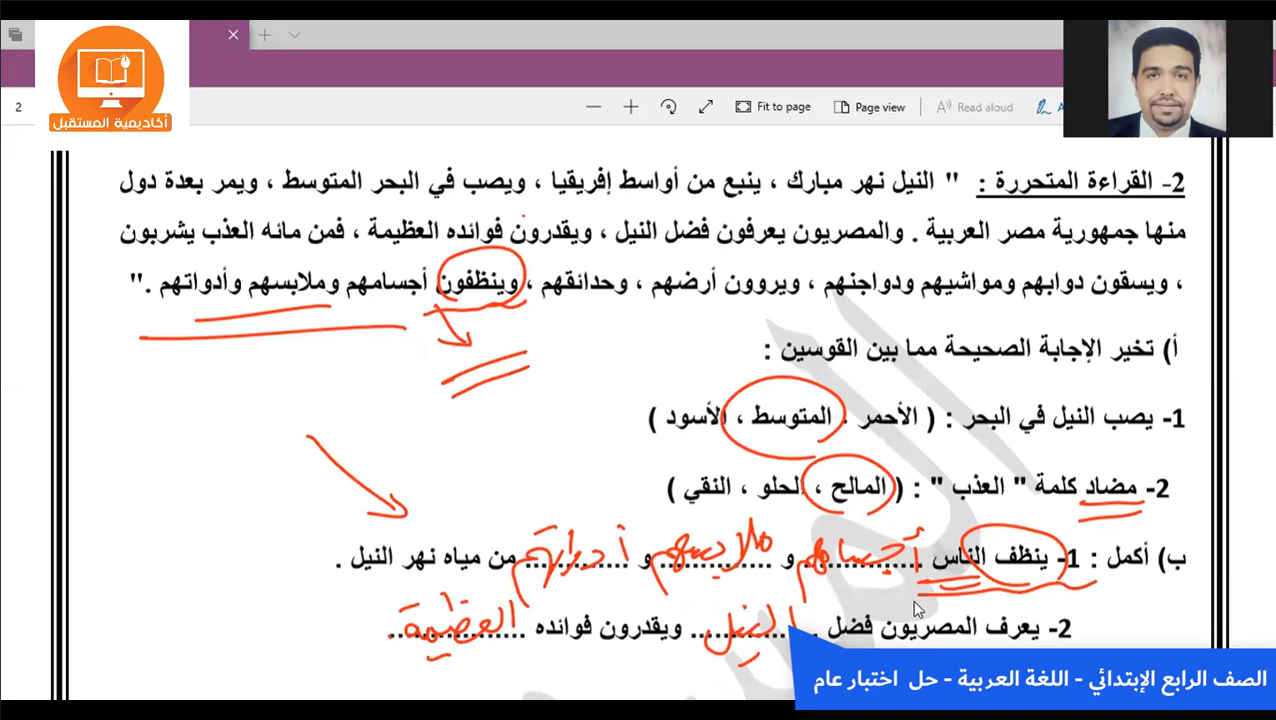 2
Fit to page
Page view
Read aloud
أكاديمية المستقبل
2- القراءة المتحررة : " النيل نهر مبارك ، ينبع من أواسط إفريقيا ، ويصب في البحر المتوسط ، ويمر بعدة دول
منها جمهورية مصر العربية . والمصريون يعرفون فضل النيل ، ويقدرون فوائده العظيمة ، فمن مائه العذب يشربون
، ويسقون دوابهم ومواشيهم ودواجنهم ، ويروون أرضهم ، وحدائقهم ، وينظفون أجسامهم وملابسهم وأدواتهم ."
أ) تخير الإجابة الصحيحة مما بين القوسين :
1- يصب النيل في البحر : ( الأحمر ، المتوسط ، الأسود )
2- مضاد كلمة " العذب " : ( المالح ، الحلو ، النقي )
ب) أكمل : 1- ينظف الناس أجسامهم و ملابسهم و أدواتهم من مياه نهر النيل .
2- يعرف المصريون فضل النيل ويقدرون فوائده العظيمة
الصف الرابع الإبتدائي - اللغة العربية - حل اختبار عام